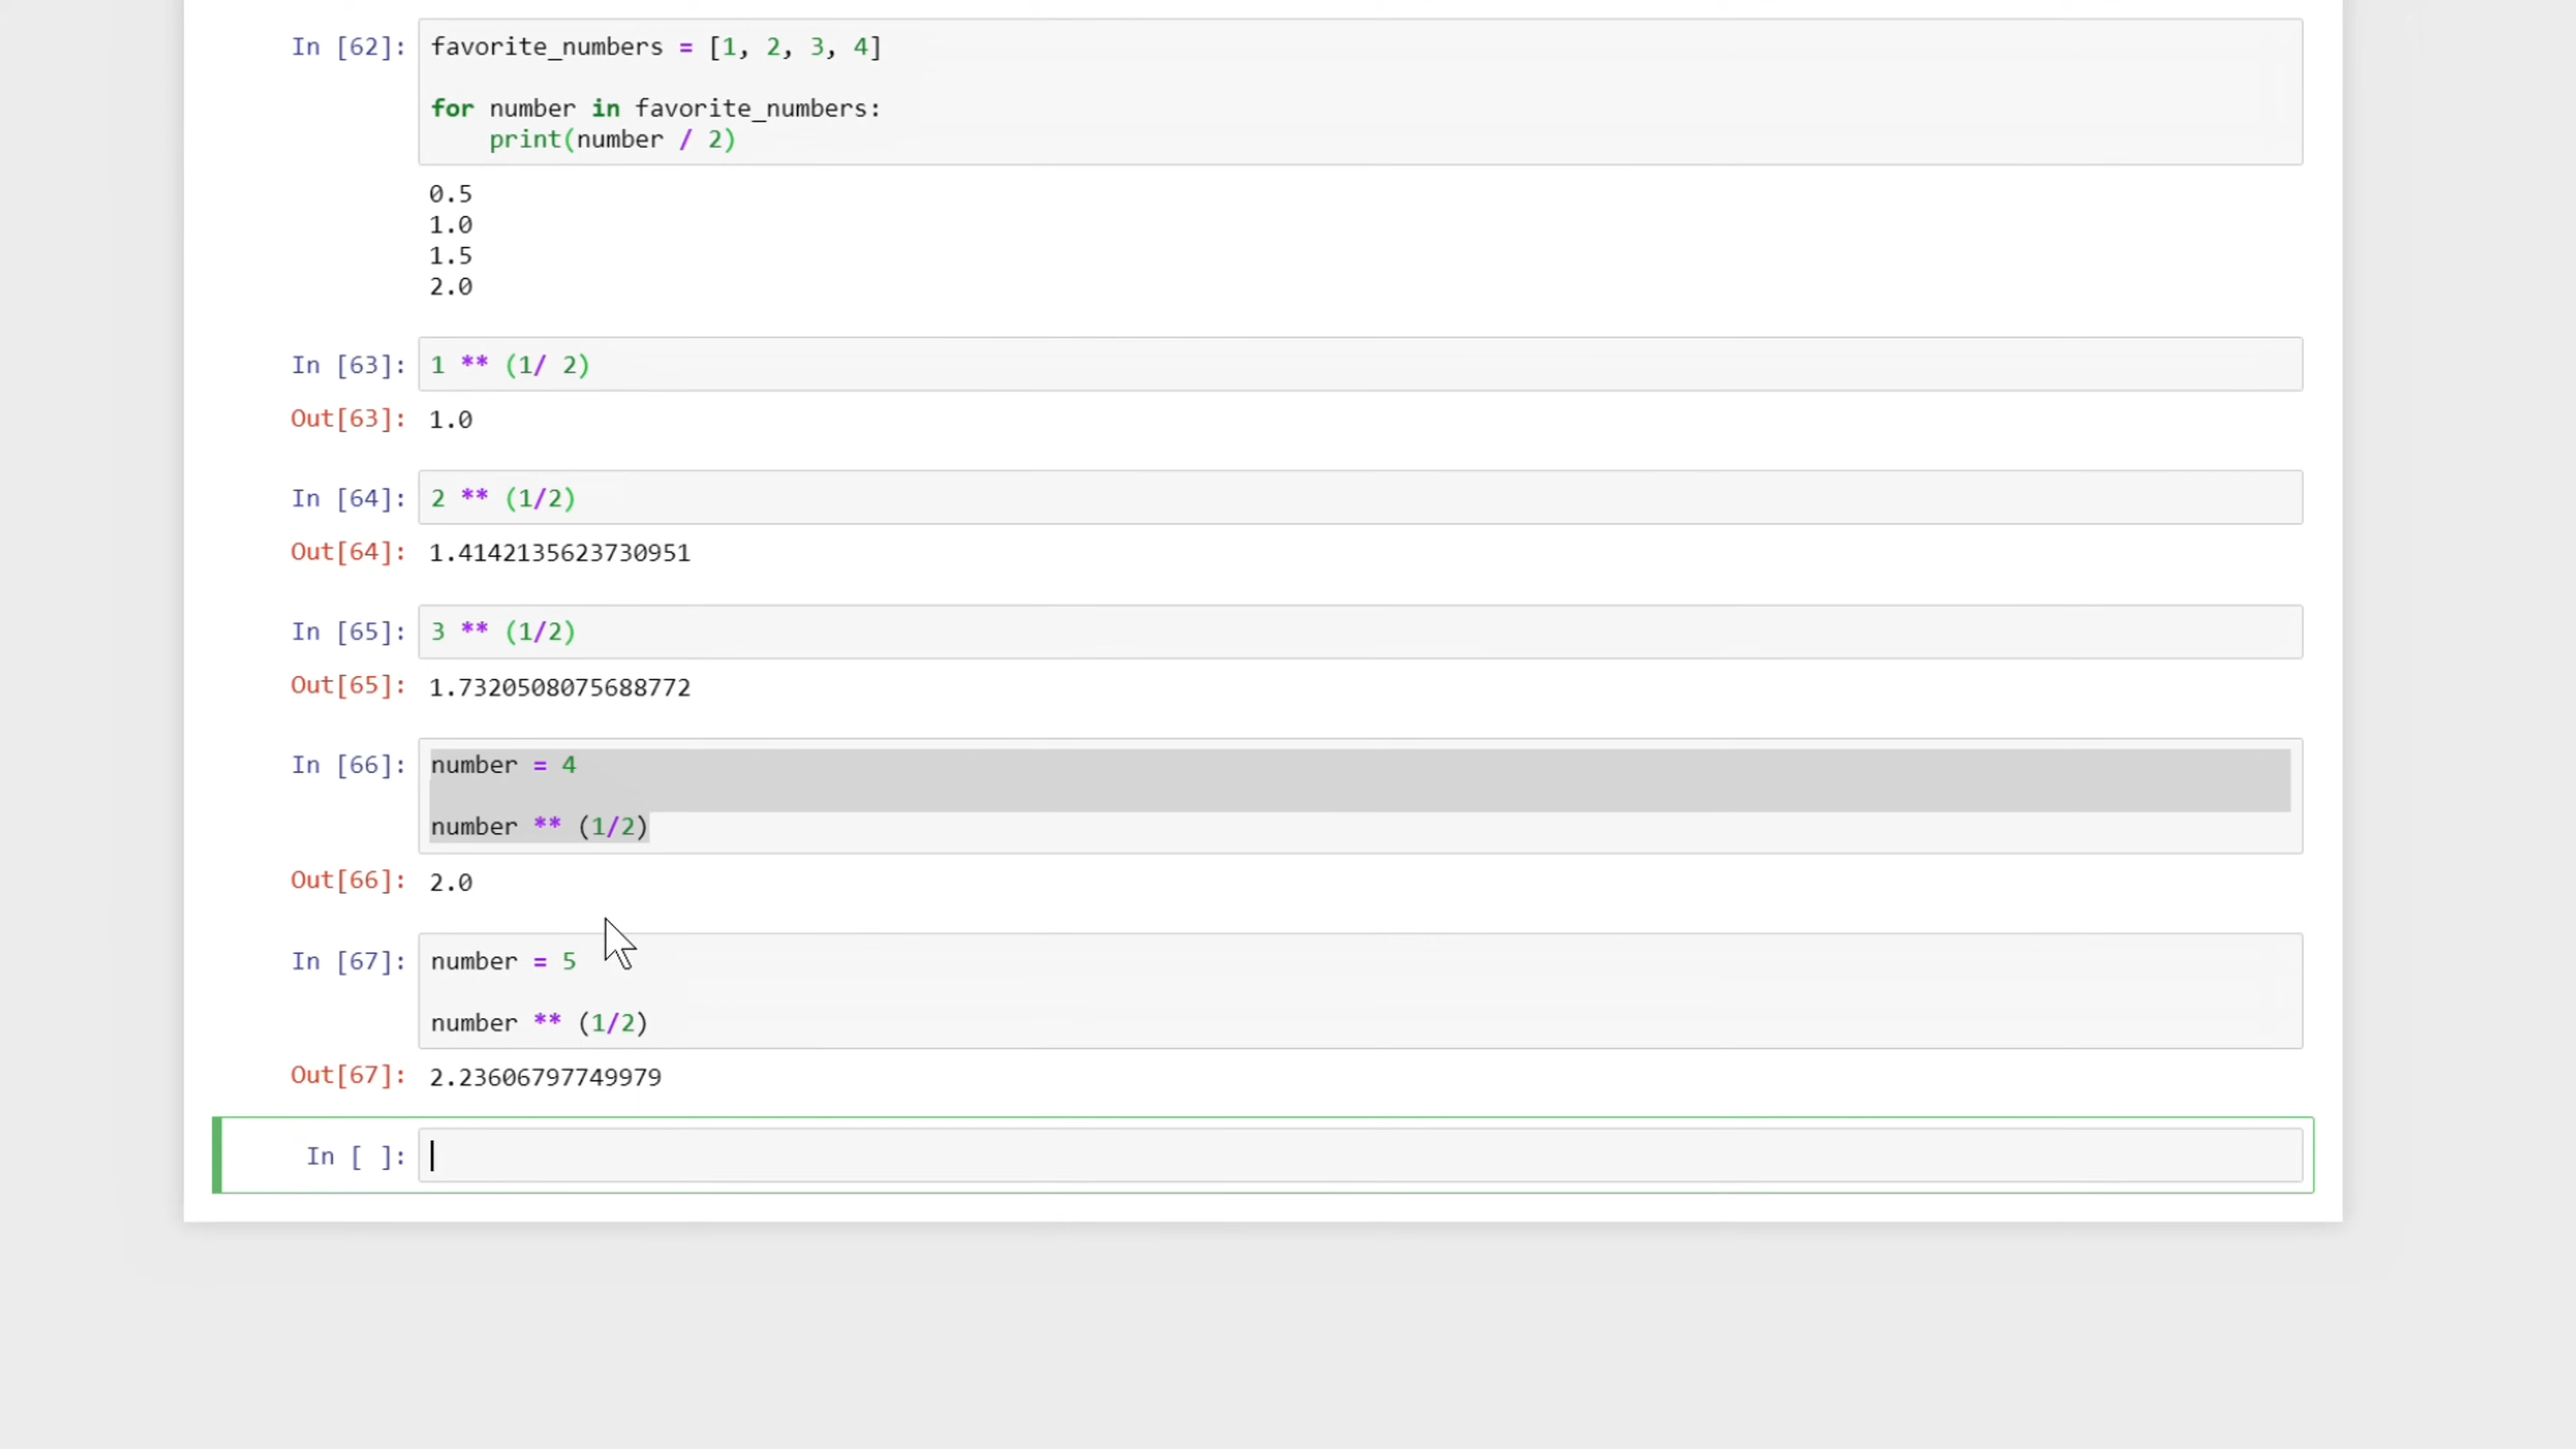 In [62]: favorite_numbers = [1, 2, 3, 4]
for number in favorite_numbers:
    print(number / 2)
0.5
1.0
1.5
2.0
In [63]: 1 ** (1/ 2)
Out[63]: 1.0
In [64]: 2 ** (1/2)
Out[64]: 1.4142135623730951
In [65]: 3 ** (1/2)
Out[65]: 1.7320508075688772
In [66]: number = 4
number ** (1/2)
Out[66]: 2.0
In [67]: number = 5
number ** (1/2)
Out[67]: 2.23606797749979
In [ ]: